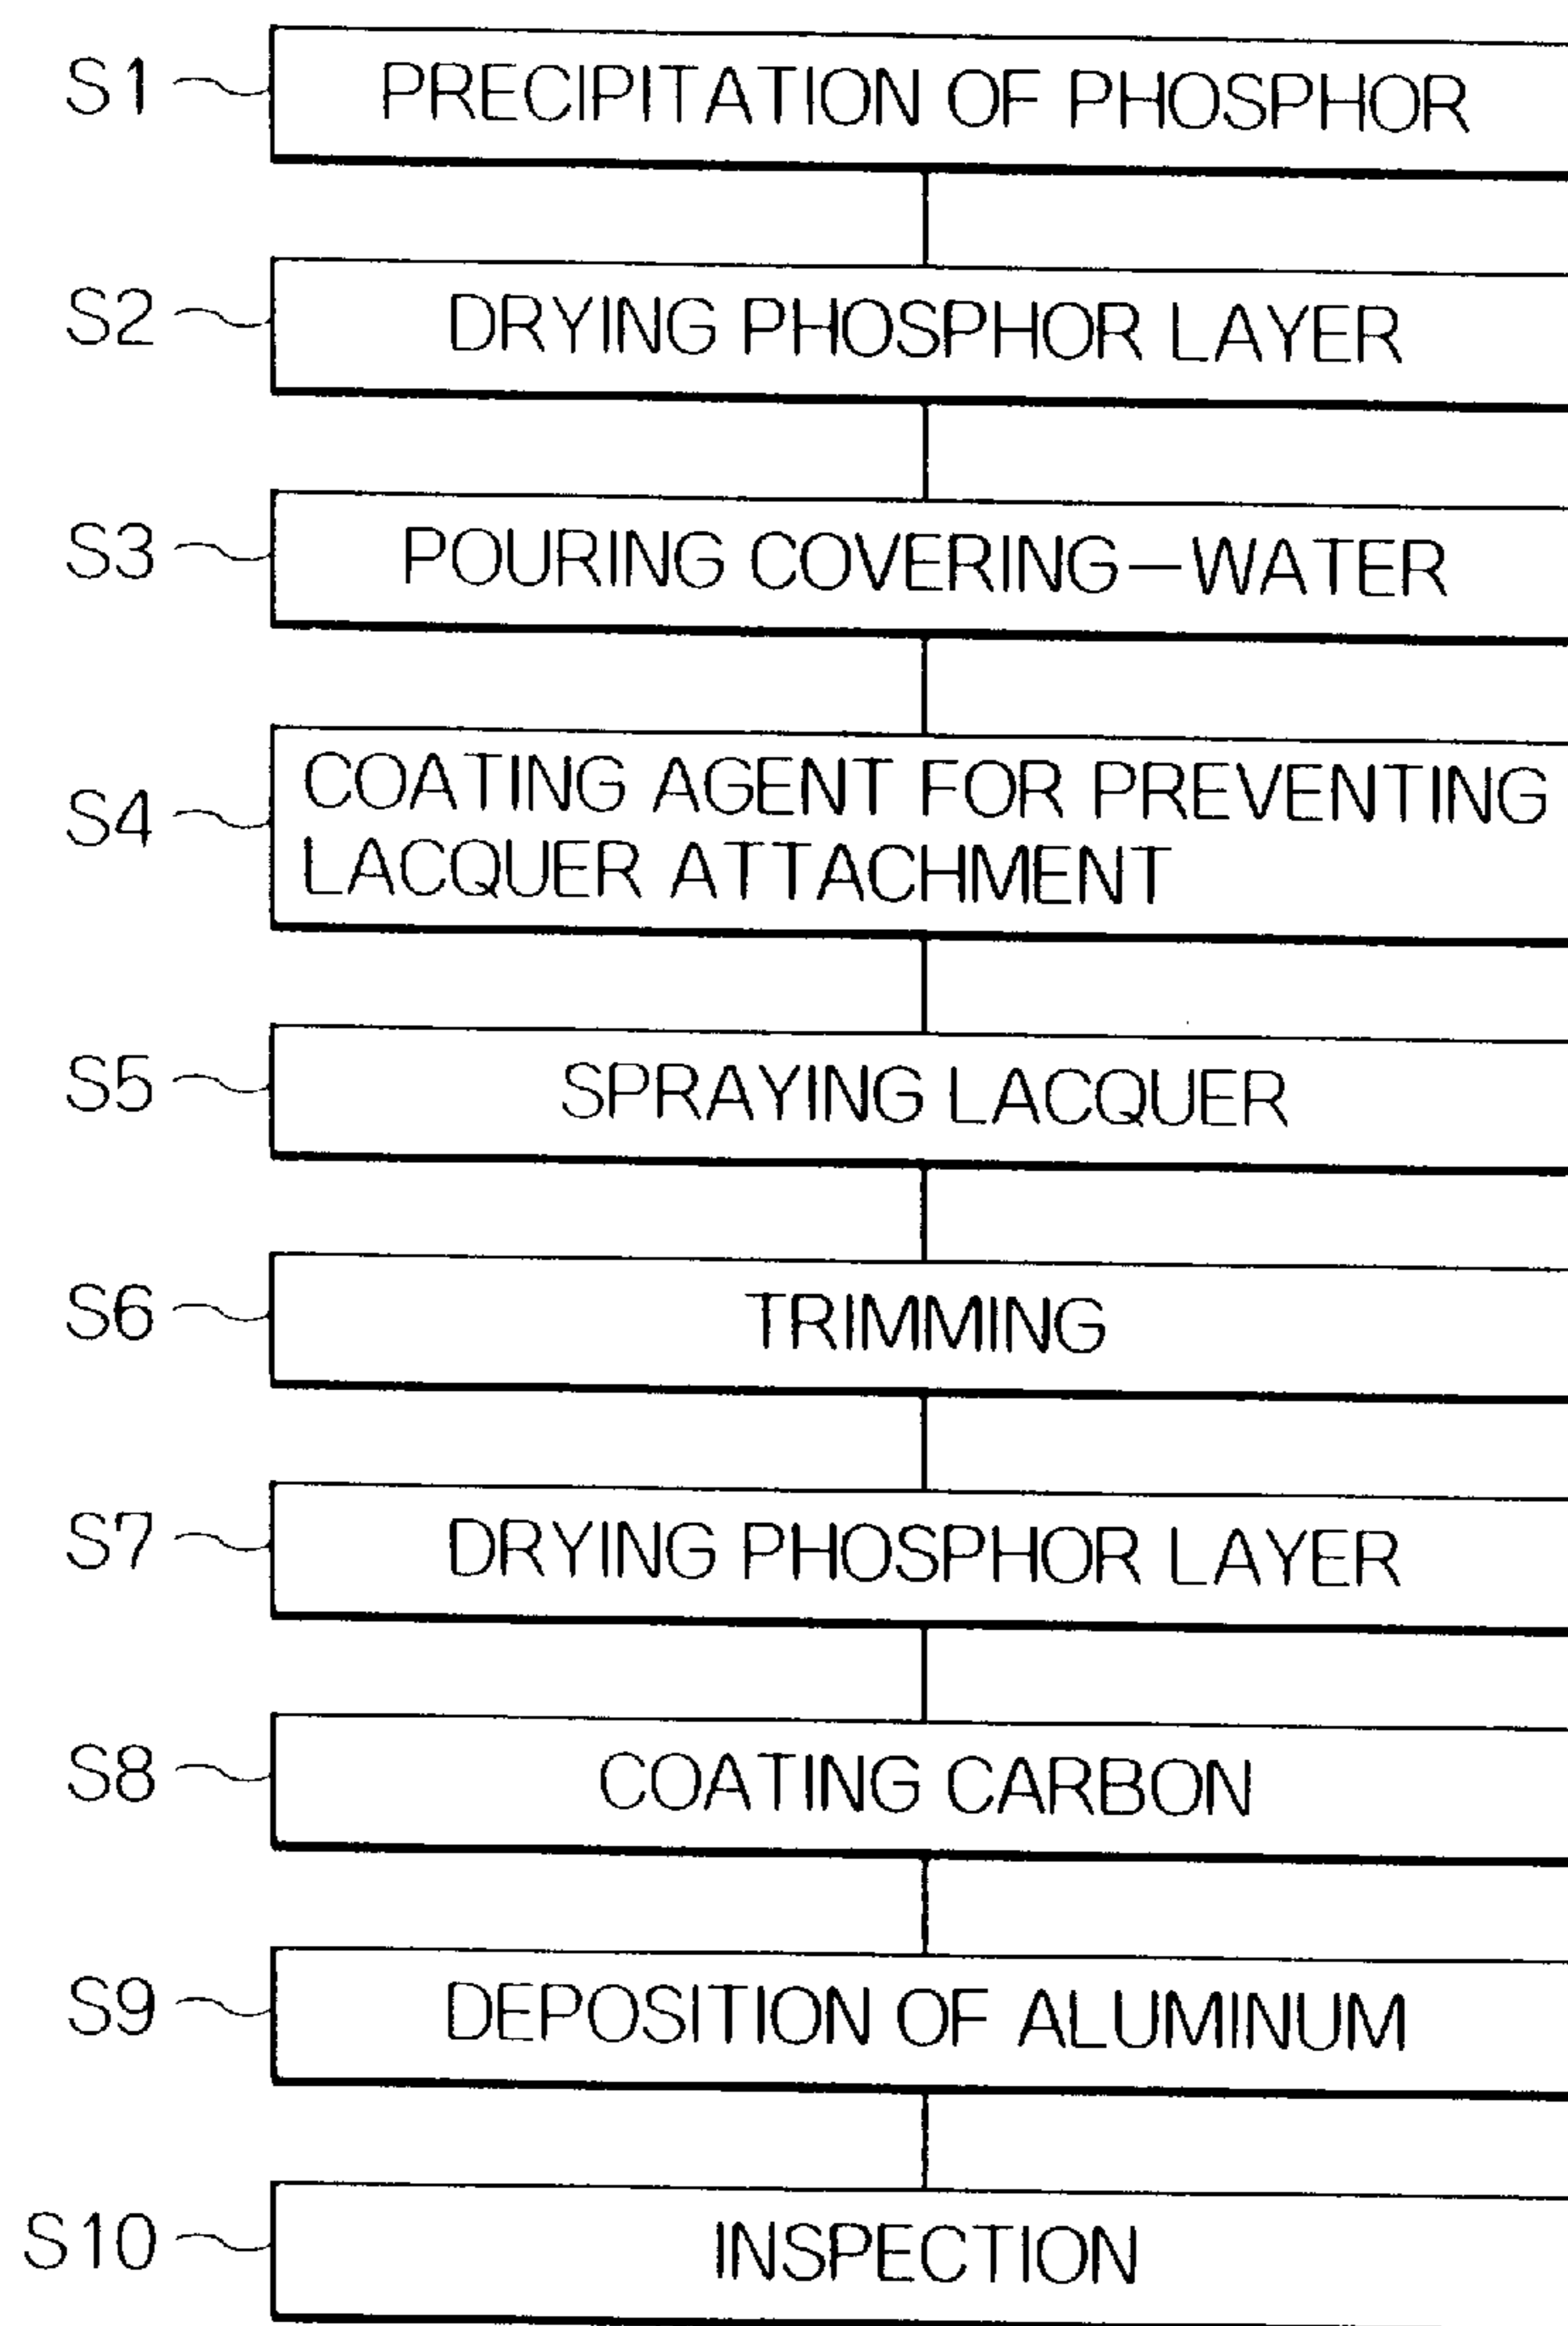 S1 PRECIPITATION OF PHOSPHOR
S2 DRYING PHOSPHOR LAYER
S3 POURING COVERING-WATER
S4 COATING AGENT FOR PREVENTING
LACQUER ATTACHMENT
S5 SPRAYING LACQUER
S6 TRIMMING
S7 DRYING PHOSPHOR LAYER
S8 COATING CARBON
S9 DEPOSITION OF ALUMINUM
S10 INSPECTION